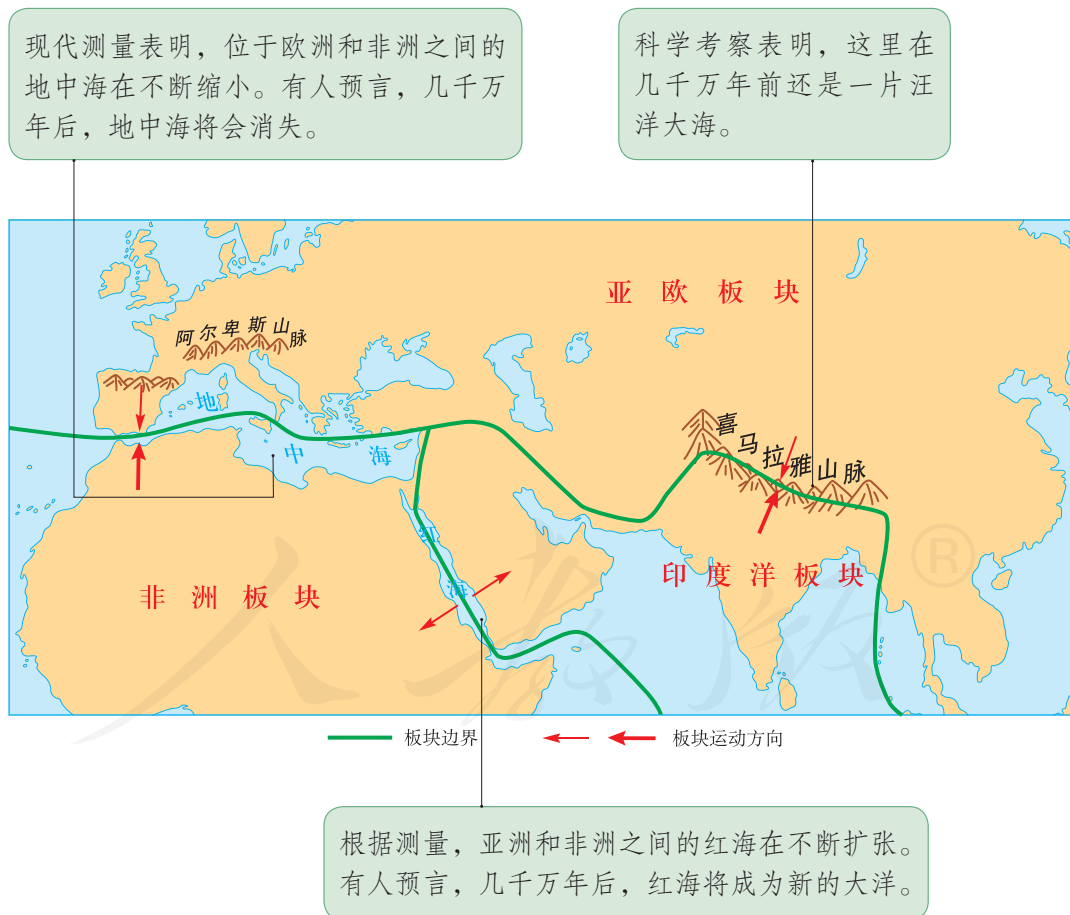 现代测量表明，位于欧洲和非洲之间的
地中海在不断缩小。有人预言，几千万
年后，地中海将会消失。
科学考察表明，这里在
几千万年前还是一片汪
洋大海。
亚欧板块
阿尔卑斯山脉
地中海
喜马拉雅山脉
红海
印度洋板块
非洲板块
人教版
®
板块边界
板块运动方向
根据测量，亚洲和非洲之间的红海在不断扩张。
有人预言，几千万年后，红海将成为新的大洋。